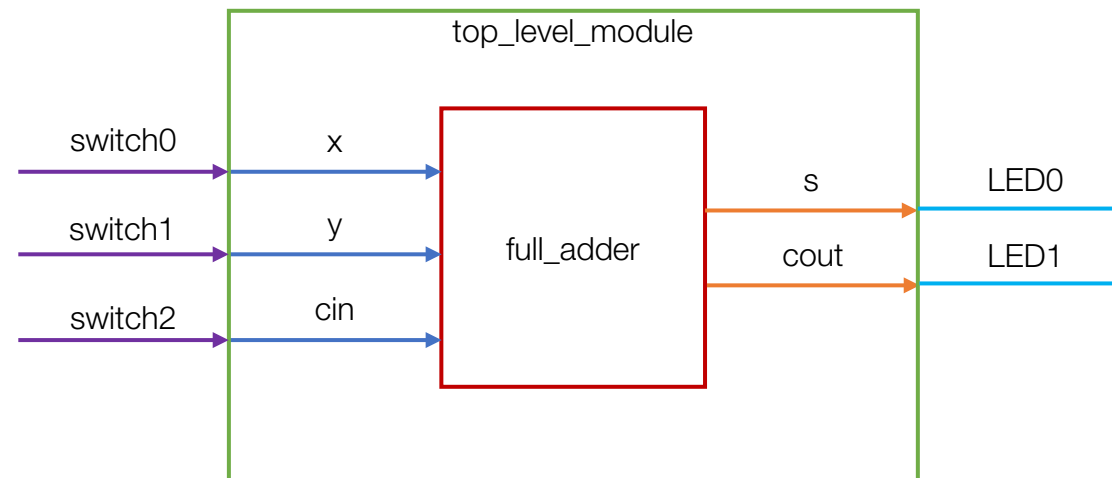 top_level_module
switch0
x
s
LED0
switch1
y
full_adder
cout
LED1
switch2
cin